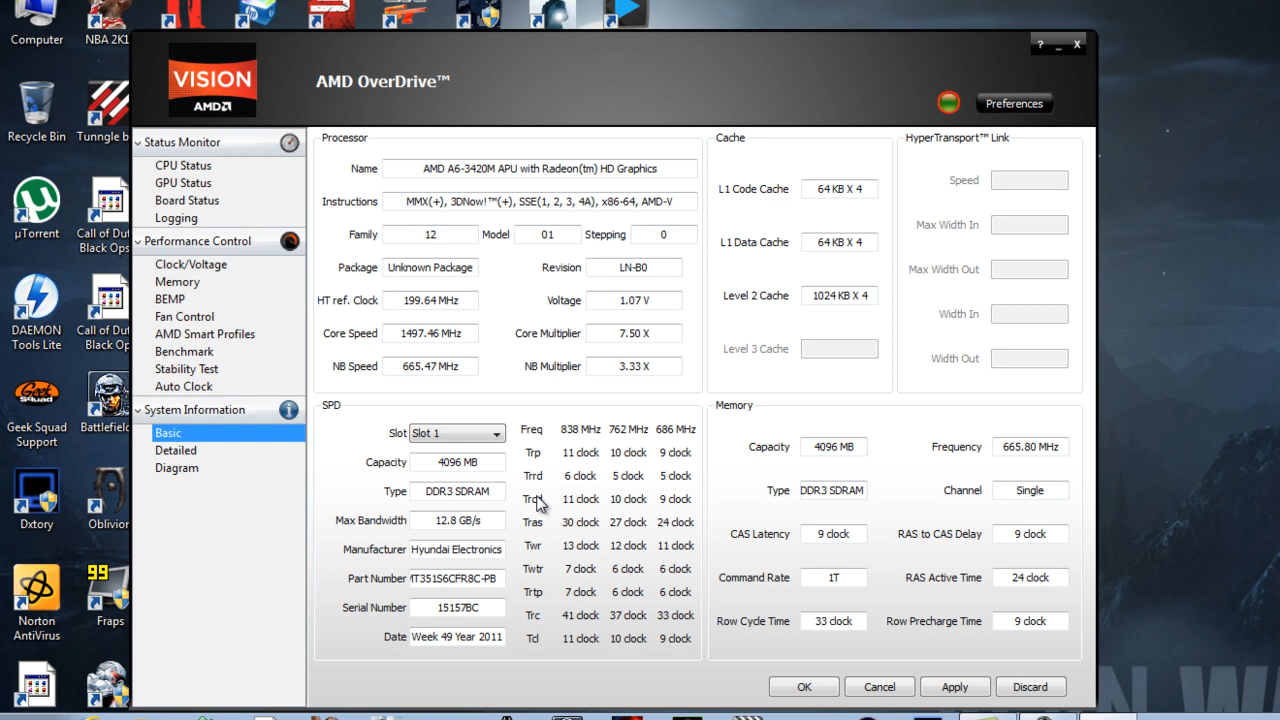 Computer
NBA 2K1
Recycle Bin
Tunngle b
µTorrent
Call of Du
Black Ops
DAEMON
Tools Lite
Call of Dut
Black Op
Geek Squad
Support
Battlefield
Dxtory
Oblivion
Norton
AntiVirus
99
Fraps
VISION
AMD
AMD OverDrive™
? _ X
Preferences
Status Monitor
CPU Status
GPU Status
Board Status
Logging
Performance Control
Clock/Voltage
Memory
BEMP
Fan Control
AMD Smart Profiles
Benchmark
Stability Test
Auto Clock
System Information
Basic
Detailed
Diagram
Processor
Name AMD A6-3420M APU with Radeon(tm) HD Graphics
Instructions MMX(+), 3DNow!™(+), SSE(1, 2, 3, 4A), x86-64, AMD-V
Family 12 Model 01 Stepping 0
Package Unknown Package Revision LN-B0
HT ref. Clock 199.64 MHz Voltage 1.07 V
Core Speed 1497.46 MHz Core Multiplier 7.50 X
NB Speed 665.47 MHz NB Multiplier 3.33 X
Cache
L1 Code Cache 64 KB X 4
L1 Data Cache 64 KB X 4
Level 2 Cache 1024 KB X 4
Level 3 Cache
HyperTransport™ Link
Speed
Max Width In
Max Width Out
Width In
Width Out
SPD
Slot Slot 1
Capacity 4096 MB
Type DDR3 SDRAM
Max Bandwidth 12.8 GB/s
Manufacturer Hyundai Electronics
Part Number MT351S6CFR8C-PB
Serial Number 15157BC
Date Week 49 Year 2011
Freq 838 MHz 762 MHz 686 MHz
Trp 11 clock 10 clock 9 clock
Trrd 6 clock 5 clock 5 clock
Trcd 11 clock 10 clock 9 clock
Tras 30 clock 27 clock 24 clock
Twr 13 clock 12 clock 11 clock
Twtr 7 clock 6 clock 6 clock
Trtp 7 clock 6 clock 6 clock
Trc 41 clock 37 clock 33 clock
Tcl 11 clock 10 clock 9 clock
Memory
Capacity 4096 MB Frequency 665.80 MHz
Type DDR3 SDRAM Channel Single
CAS Latency 9 clock RAS to CAS Delay 9 clock
Command Rate 1T RAS Active Time 24 clock
Row Cycle Time 33 clock Row Precharge Time 9 clock
OK Cancel Apply Discard